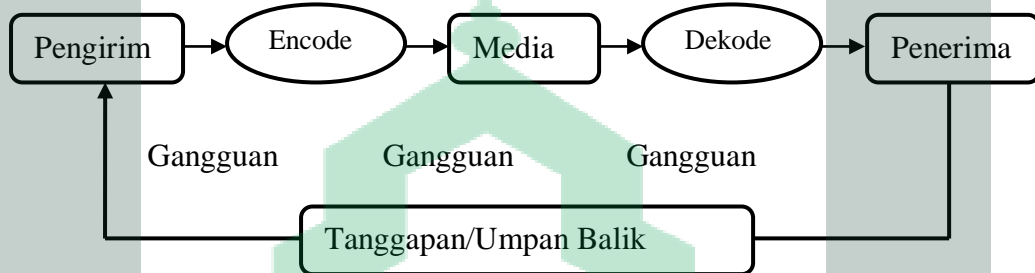 Pengirim Encode Media Dekode Penerima
Gangguan Gangguan Gangguan
Tanggapan/Umpan Balik